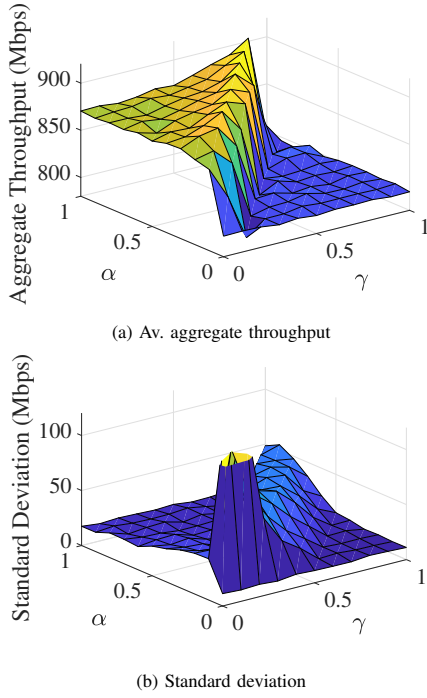 900
850
800
Aggregate Throughput (Mbps)
1
0.5
0
α
0
0.5
1
γ
(a) Av. aggregate throughput
100
50
0
Standard Deviation (Mbps)
1
0.5
0
α
0
0.5
1
γ
(b) Standard deviation